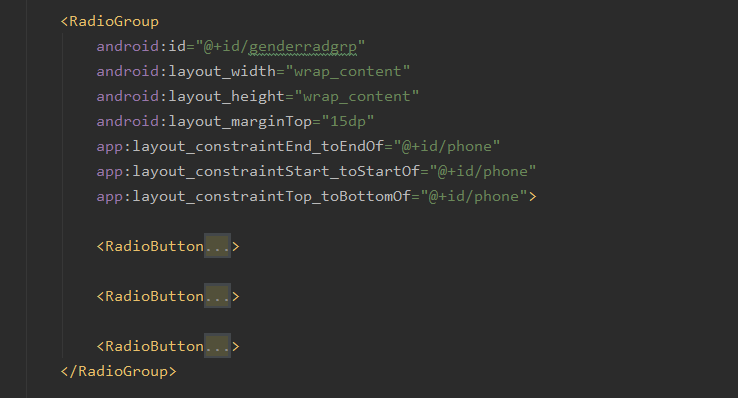 <RadioGroup
android:id="@+id/genderradgrp"
android:layout_width="wrap_content"
android:layout_height="wrap_content"
android:layout_marginTop="15dp"
app:layout_constraintEnd_toEndOf="@+id/phone"
app:layout_constraintStart_toStartOf="@+id/phone"
app:layout_constraintTop_toBottomOf="@+id/phone">
<RadioButton...>
<RadioButton...>
<RadioButton...>
</RadioGroup>